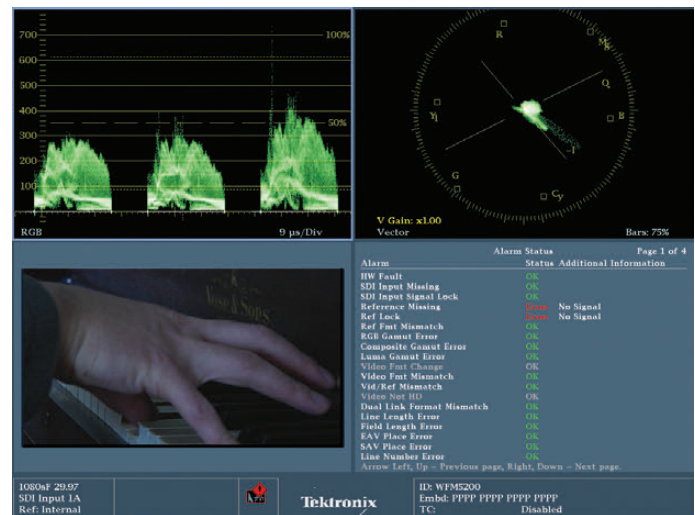 700
100%
600
500
400
50%
300
200
100
RGB
9 µs/Div
R
Mg
Q
B
Yl
-I
G
Cy
V Gain: x1.00
Vector
Bars: 75%
Vose & Sons
Alarm Status
Page 1 of 4
Alarm
Status
Additional Information
HW Fault OK
SDI Input Missing OK
SDI Input Signal Lock OK
Reference Missing Error No Signal
Ref Lock Error No Signal
Ref Fmt Mismatch OK
RGB Gamut Error OK
Composite Gamut Error OK
Luma Gamut Error OK
Video Fmt Change OK
Video Fmt Mismatch OK
Vid/Ref Mismatch OK
Video Not HD OK
Dual Link Format Mismatch OK
Line Length Error OK
Field Length Error OK
EAV Place Error OK
SAV Place Error OK
Line Number Error OK
Arrow Left, Up - Previous page, Right, Down - Next page.
1080sF 29.97
SDI Input 1A
Ref: Internal
Tektronix
ID: WFM5200
Embd: PPPP PPPP PPPP PPPP
TC: Disabled